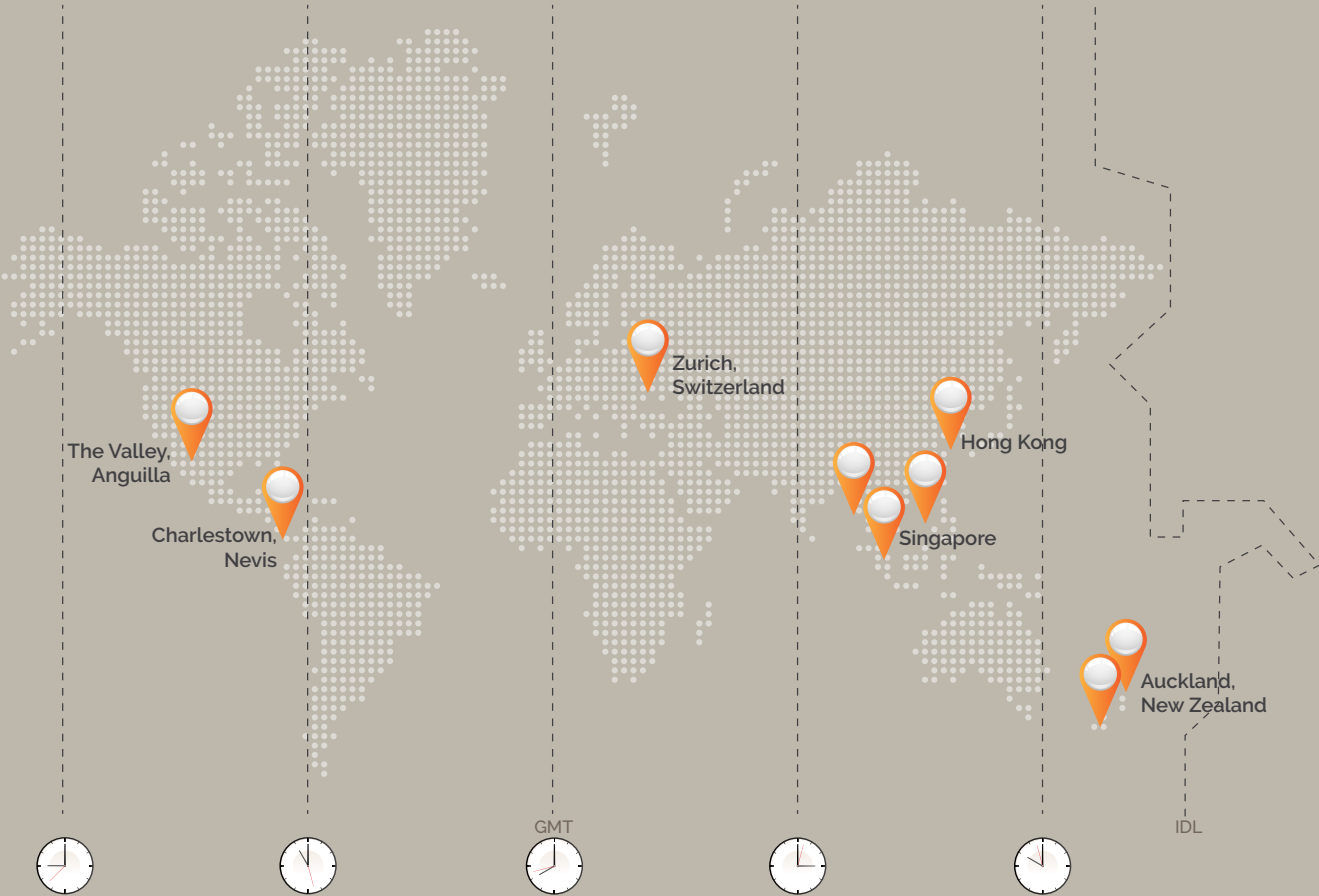 Zurich,
Switzerland
Hong Kong
The Valley,
Anguilla
Charlestown,
Nevis
Singapore
Auckland,
New Zealand
GMT
IDL